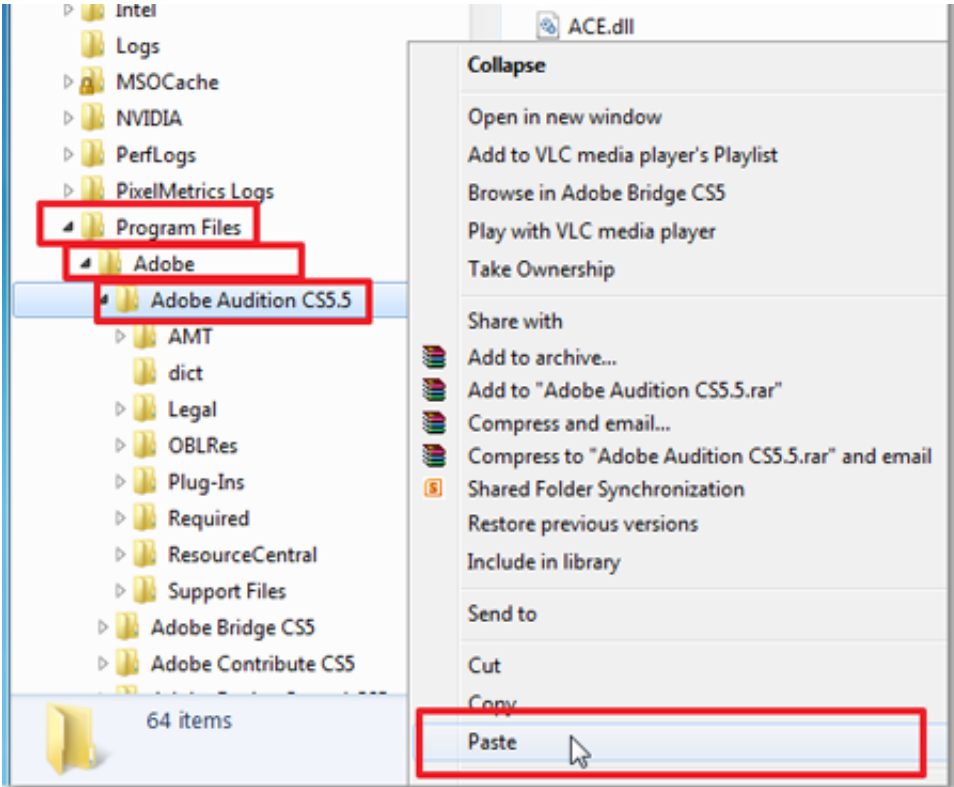 Intel
Logs
MSOCache
NVIDIA
PerfLogs
PixelMetrics Logs
Program Files
Adobe
Adobe Audition CS5.5
AMT
dict
Legal
OBLRes
Plug-Ins
Required
ResourceCentral
Support Files
Adobe Bridge CS5
Adobe Contribute CS5
64 items
ACE.dll
Collapse
Open in new window
Add to VLC media player's Playlist
Browse in Adobe Bridge CS5
Play with VLC media player
Take Ownership
Share with
Add to archive...
Add to "Adobe Audition CS5.5.rar"
Compress and email...
Compress to "Adobe Audition CS5.5.rar" and email
Shared Folder Synchronization
Restore previous versions
Include in library
Send to
Cut
Copy
Paste